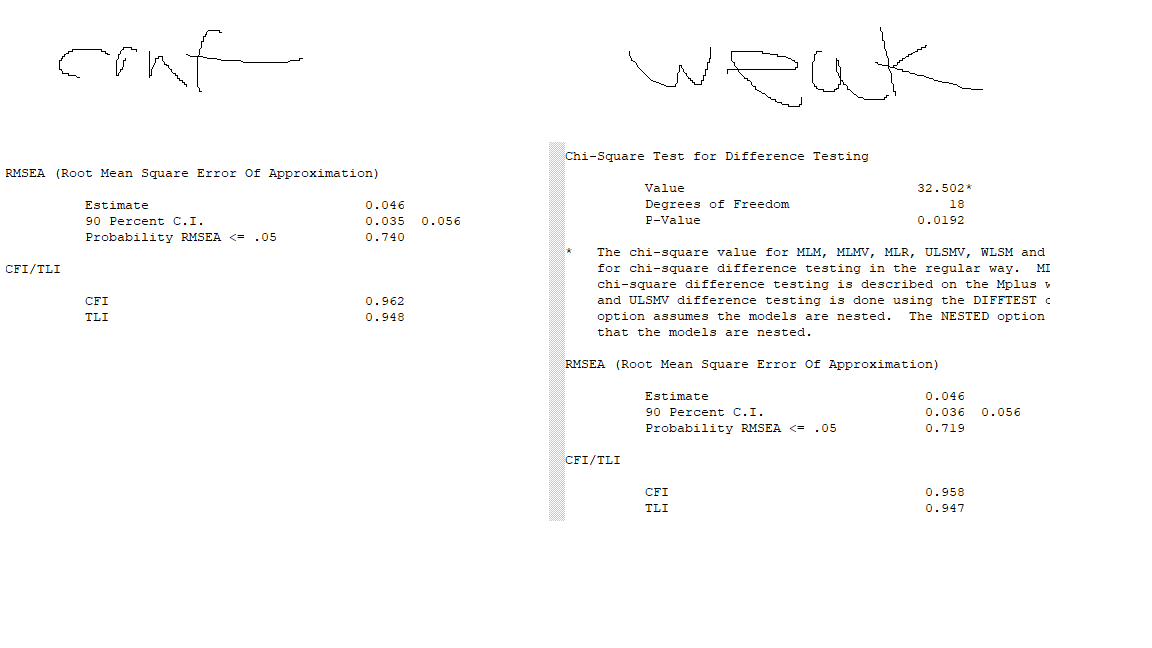 conf
RMSEA (Root Mean Square Error Of Approximation)
Estimate 0.046
90 Percent C.I. 0.035 0.056
Probability RMSEA <= .05 0.740
CFI/TLI
CFI 0.962
TLI 0.948
weak
Chi-Square Test for Difference Testing
Value 32.502*
Degrees of Freedom 18
P-Value 0.0192
* The chi-square value for MLM, MLMV, MLR, ULSMV, WLSM and
for chi-square difference testing in the regular way.
chi-square difference testing is described on the Mplus
and ULSMV difference testing is done using the DIFFTEST
option assumes the models are nested. The NESTED option
that the models are nested.
RMSEA (Root Mean Square Error Of Approximation)
Estimate 0.046
90 Percent C.I. 0.036 0.056
Probability RMSEA <= .05 0.719
CFI/TLI
CFI 0.958
TLI 0.947